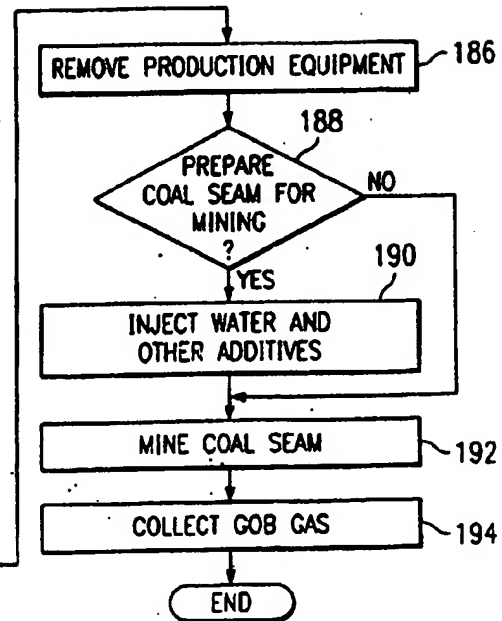 REMOVE PRODUCTION EQUIPMENT
186
188
PREPARE
COAL SEAM FOR
MINING
?
NO
YES
190
INJECT WATER AND
OTHER ADDITIVES
MINE COAL SEAM
192
COLLECT GOB GAS
194
END